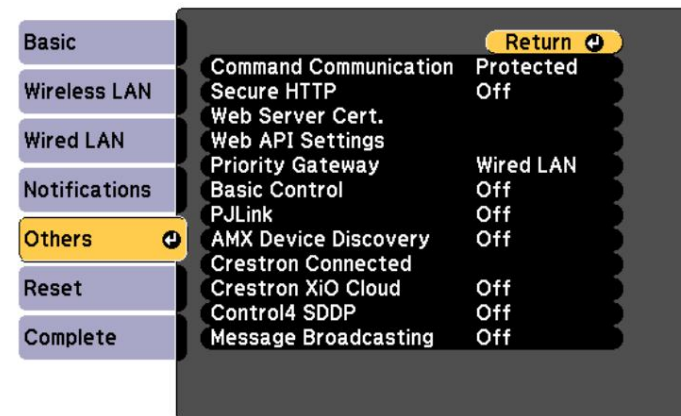 Basic
Wireless LAN
Wired LAN
Notifications
Others
Reset
Complete
Return
Command Communication Protected
Secure HTTP Off
Web Server Cert.
Web API Settings
Priority Gateway Wired LAN
Basic Control Off
PJLink Off
AMX Device Discovery Off
Crestron Connected
Crestron XiO Cloud Off
Control4 SDDP Off
Message Broadcasting Off